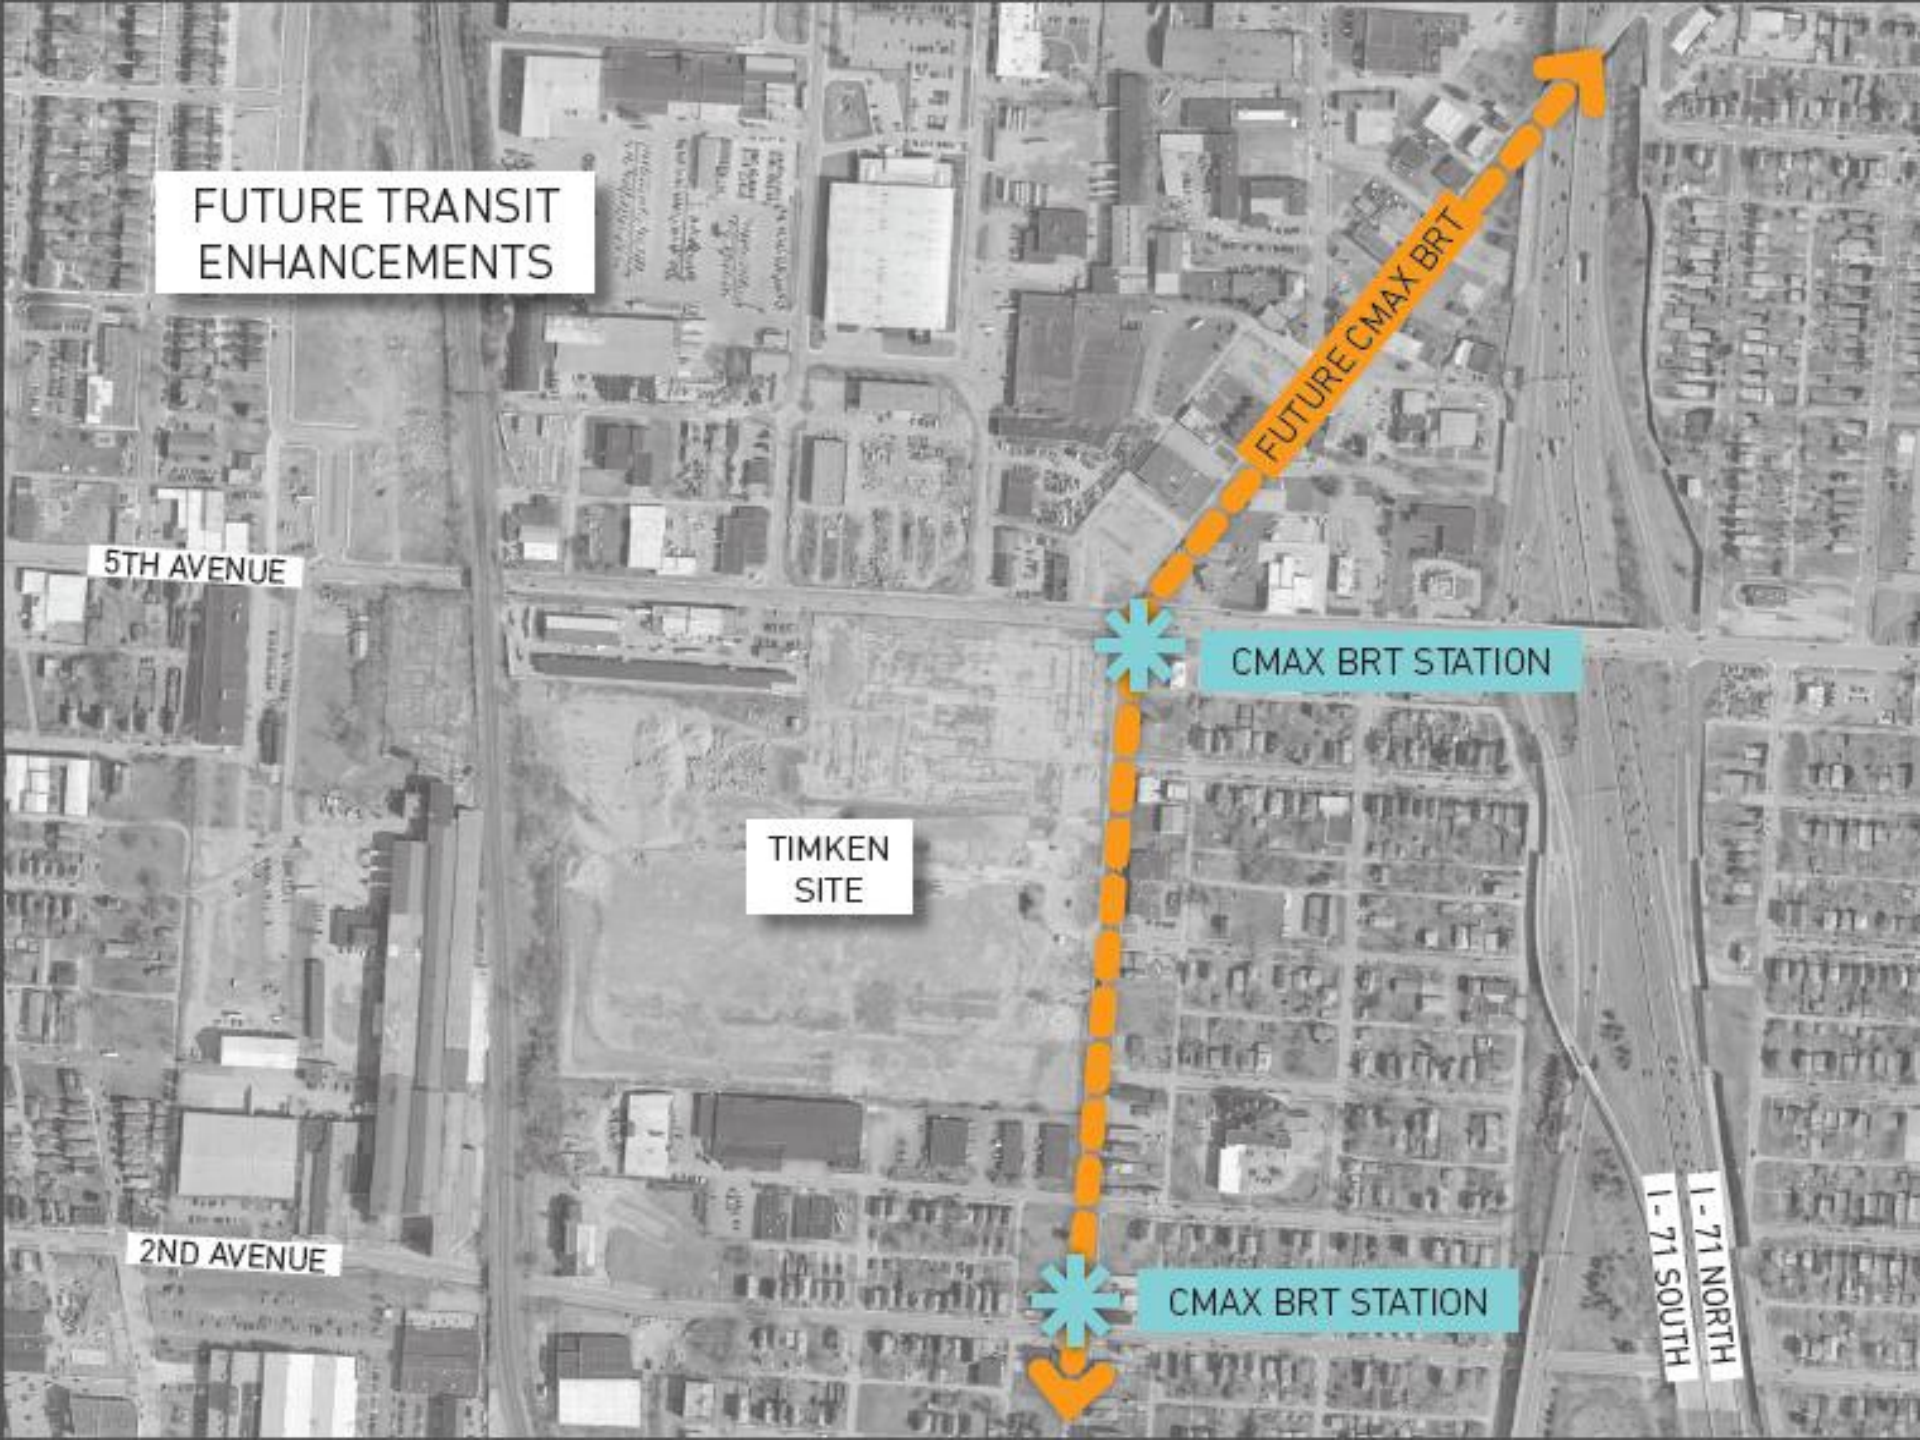 FUTURE TRANSIT
ENHANCEMENTS
FUTURE CMAX BRT
5TH AVENUE
CMAX BRT STATION
TIMKEN
SITE
2ND AVENUE
CMAX BRT STATION
I - 71 SOUTH
I - 71 NORTH